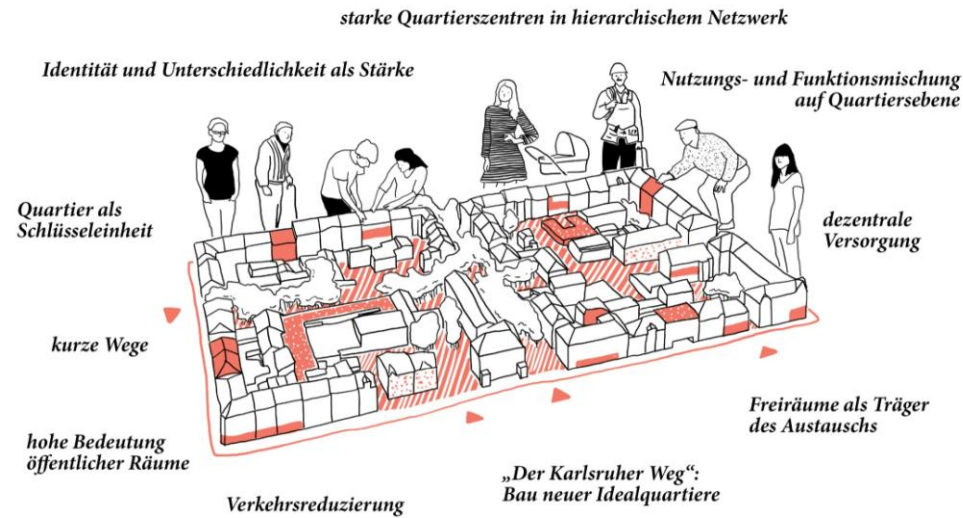 starke Quartierszentren in hierarchischem Netzwerk
Identität und Unterschiedlichkeit als Stärke
Nutzungs- und Funktionsmischung
auf Quartiersebene
Quartier als
Schlüsseleinheit
dezentrale
Versorgung
kurze Wege
Freiräume als Träger
des Austauschs
hohe Bedeutung
öffentlicher Räume
„Der Karlsruher Weg“:
Bau neuer Idealquartiere
Verkehrsreduzierung